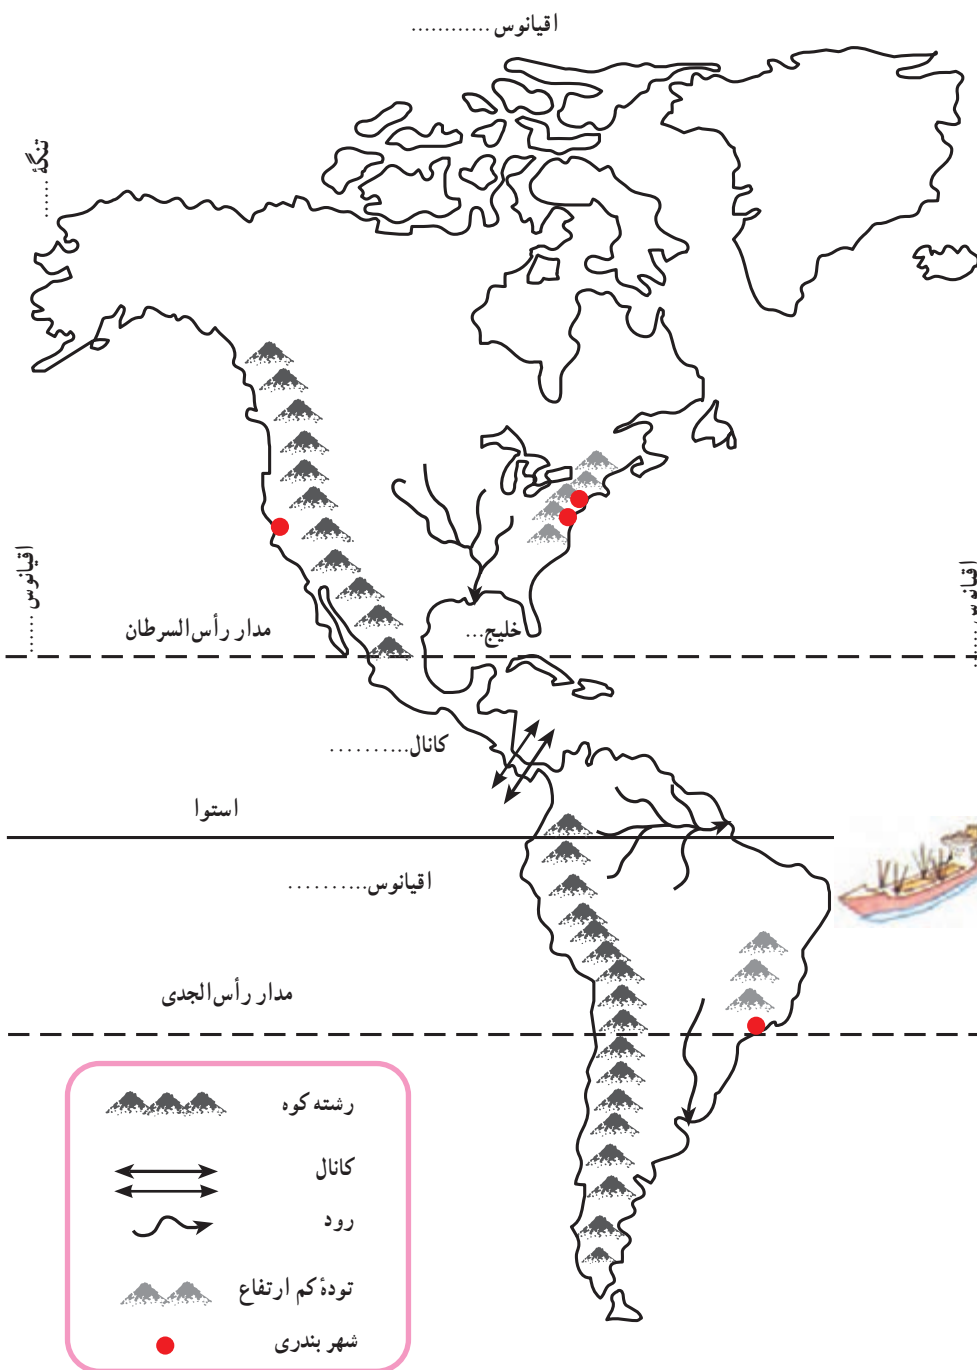 اقیانوس ............
تنگهٔ ......
اقیانوس ......
اقیانوس ......
مدار رأس‌السرطان
خلیج...
کانال..........
استوا
اقیانوس..........
مدار رأس‌الجدی
رشته کوه
کانال
رود
تودهٔ کم ارتفاع
شهر بندری